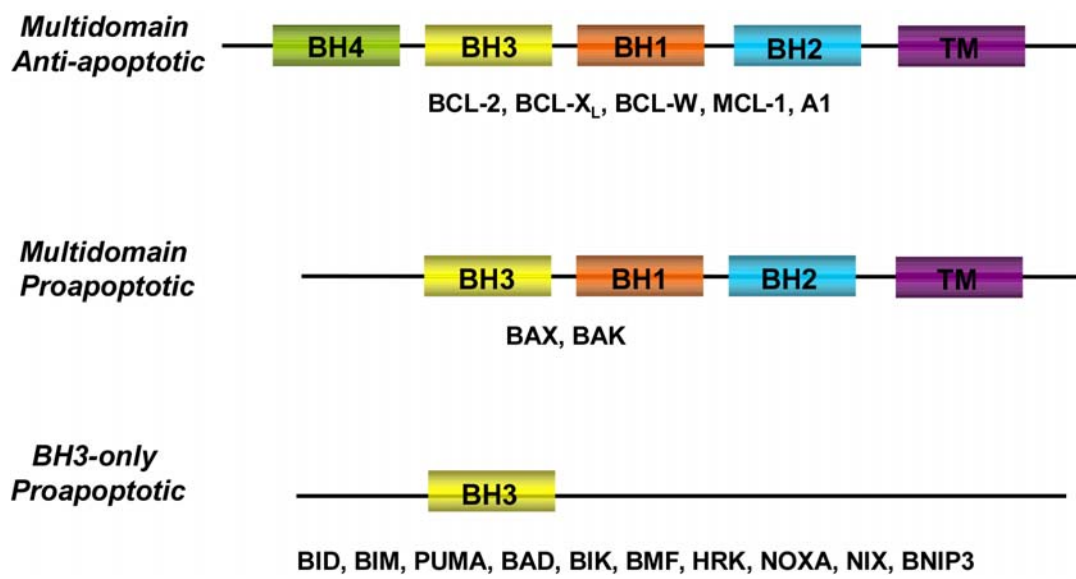 Multidomain
Anti-apoptotic
BH4 BH3 BH1 BH2 TM
BCL-2, BCL-X_L, BCL-W, MCL-1, A1
Multidomain
Proapoptotic
BH3 BH1 BH2 TM
BAX, BAK
BH3-only
Proapoptotic
BH3
BID, BIM, PUMA, BAD, BIK, BMF, HRK, NOXA, NIX, BNIP3